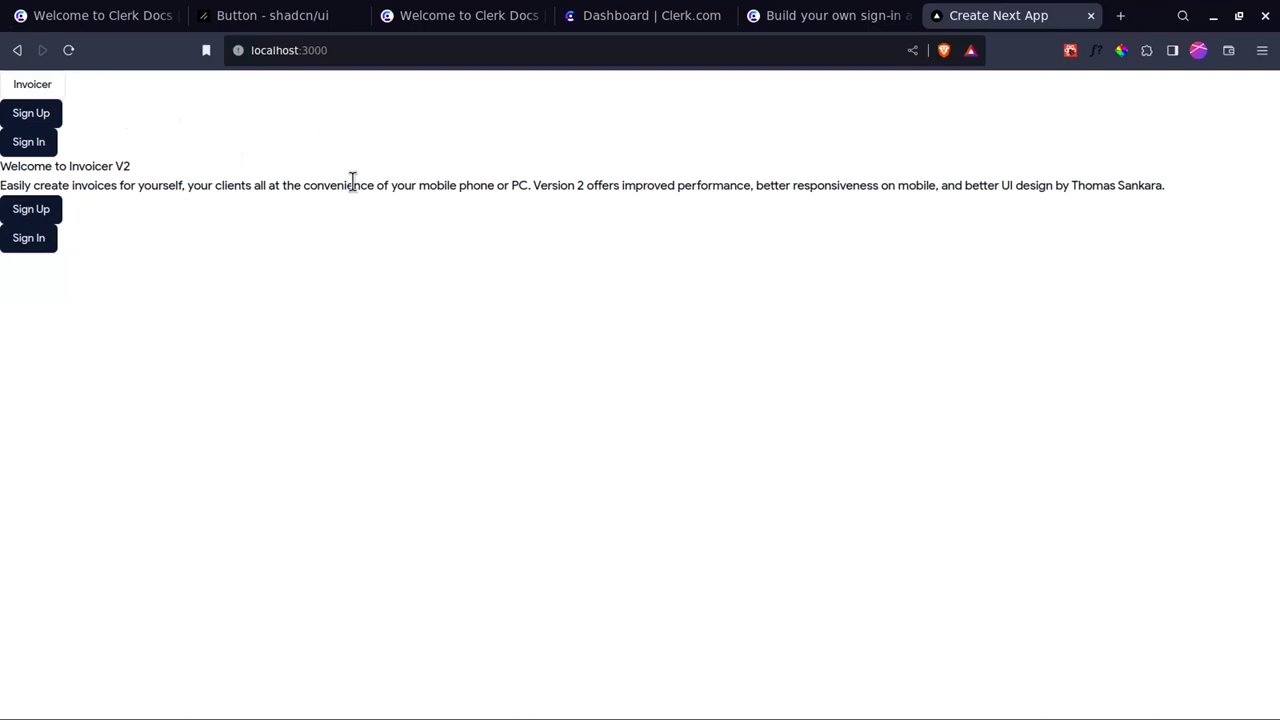 Welcome to Clerk Docs
Button - shadcn/ui
Welcome to Clerk Docs
Dashboard | Clerk.com
Build your own sign-in a
Create Next App
localhost:3000
Invoicer
Sign Up
Sign In
Welcome to Invoicer V2
Easily create invoices for yourself, your clients all at the convenience of your mobile phone or PC. Version 2 offers improved performance, better responsiveness on mobile, and better UI design by Thomas Sankara.
Sign Up
Sign In